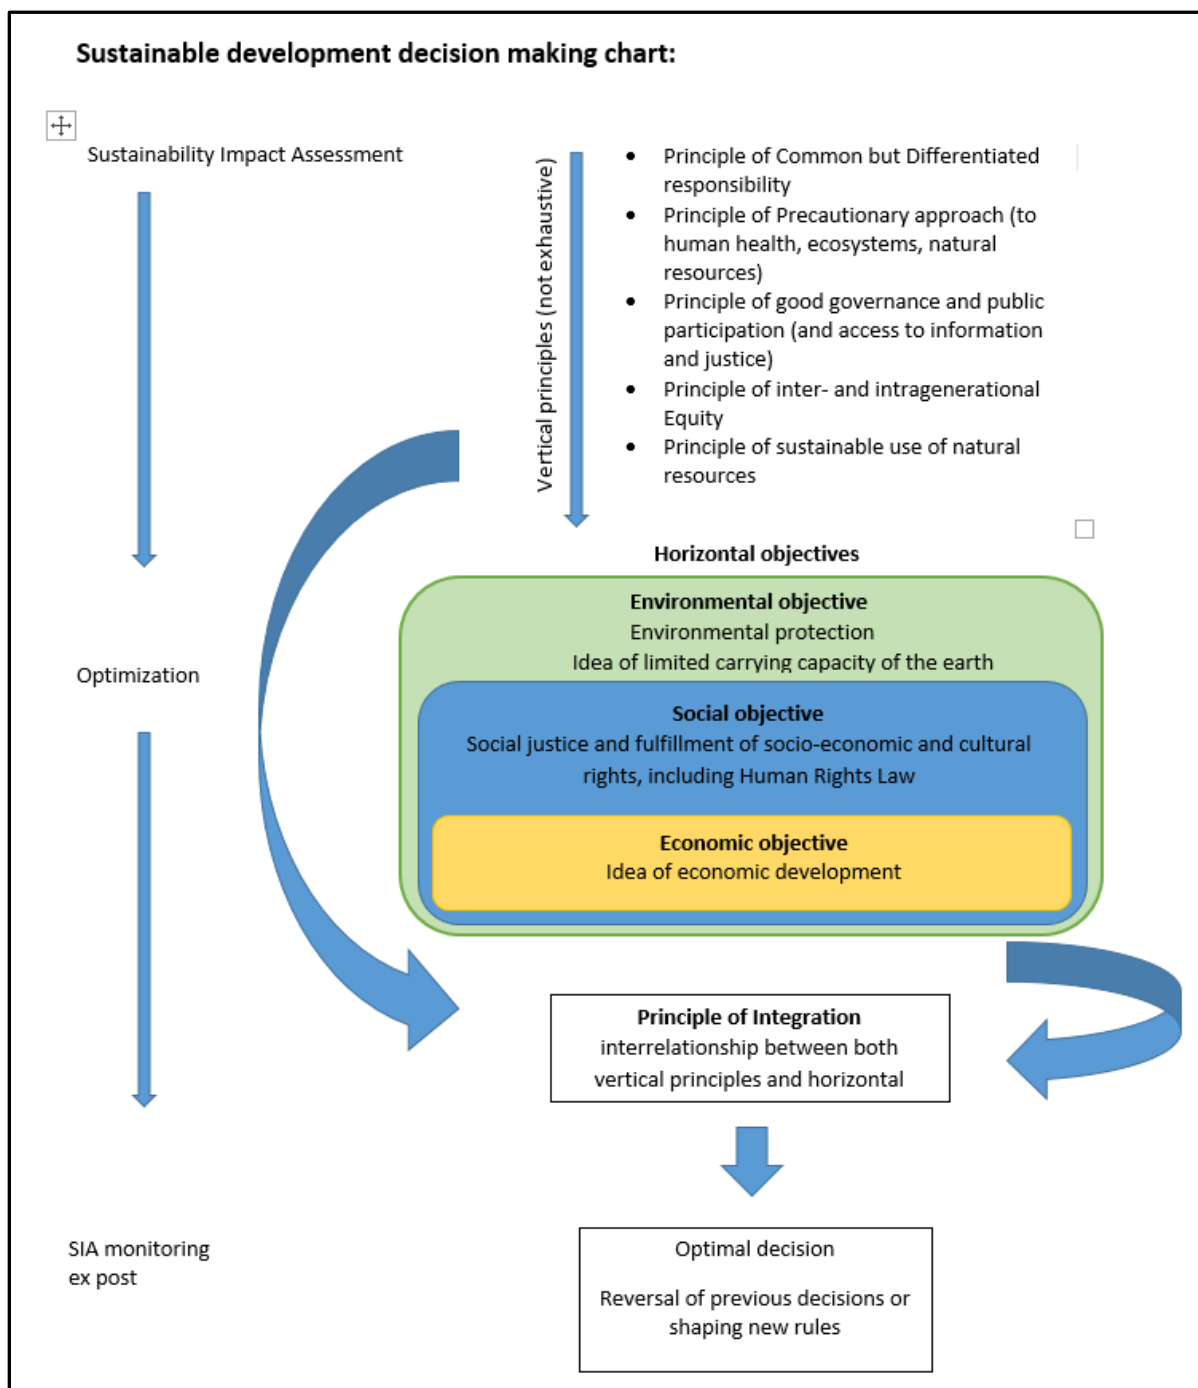 Sustainable development decision making chart:
Sustainability Impact Assessment
Vertical principles (not exhaustive)
• Principle of Common but Differentiated
responsibility
• Principle of Precautionary approach (to
human health, ecosystems, natural
resources)
• Principle of good governance and public
participation (and access to information
and justice)
• Principle of inter- and intragenerational
Equity
• Principle of sustainable use of natural
resources
Horizontal objectives
Environmental objective
Environmental protection
Idea of limited carrying capacity of the earth
Optimization
Social objective
Social justice and fulfillment of socio-economic and cultural
rights, including Human Rights Law
Economic objective
Idea of economic development
Principle of Integration
interrelationship between both
vertical principles and horizontal
SIA monitoring
ex post
Optimal decision
Reversal of previous decisions or
shaping new rules